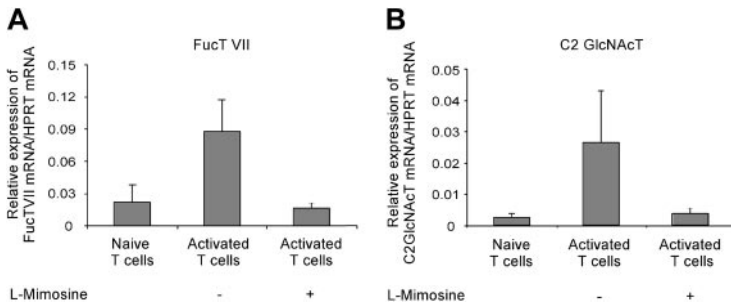 A
FucT VII
Relative expression of
FucTVII mRNA/HPRT mRNA
0.15
0.12
0.09
0.06
0.03
0
Naive
T cells
Activated
T cells
Activated
T cells
L-Mimosine - +
B
C2 GlcNAcT
Relative expression of
C2GlcNAcT mRNA/HPRT mRNA
0.05
0.04
0.03
0.02
0.01
0
Naive
T cells
Activated
T cells
Activated
T cells
L-Mimosine - +